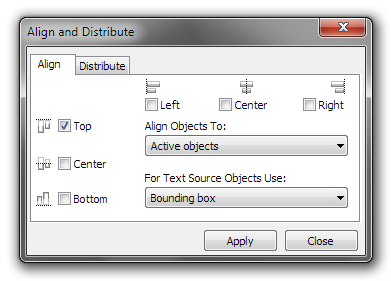 Align and Distribute
Align Distribute
Left Center Right
Top
Align Objects To:
Active objects
Center
For Text Source Objects Use:
Bottom
Bounding box
Apply Close